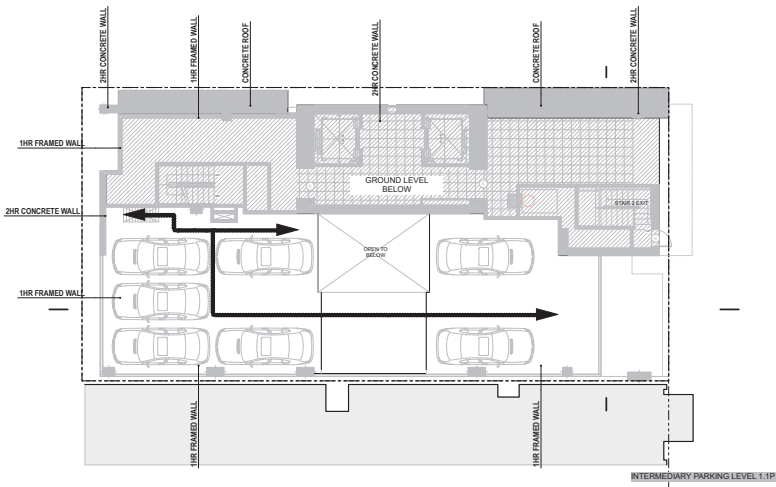 2HR CONCRETE WALL
1HR FRAMED WALL
CONCRETE ROOF
2HR CONCRETE WALL
CONCRETE ROOF
2HR CONCRETE WALL
1HR FRAMED WALL
GROUND LEVEL
BELOW
STAIR 2 EXIT
2HR CONCRETE WALL
OPEN TO
BELOW
1HR FRAMED WALL
1HR FRAMED WALL
1HR FRAMED WALL
INTERMEDIARY PARKING LEVEL 1.1P